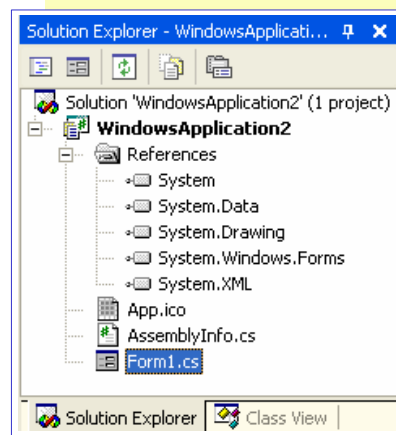 Solution Explorer - WindowsApplicati...
Solution 'WindowsApplication2' (1 project)
WindowsApplication2
References
System
System.Data
System.Drawing
System.Windows.Forms
System.XML
App.ico
AssemblyInfo.cs
Form1.cs
Solution Explorer Class View